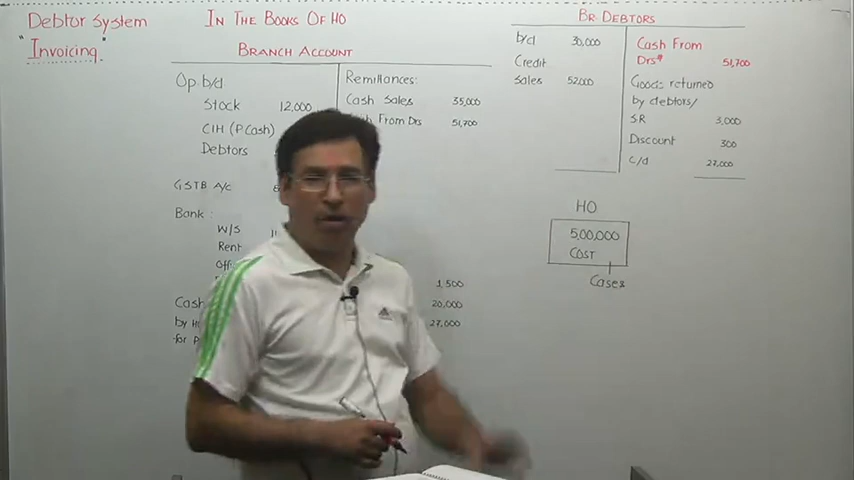 Debtor System
"Invoicing"
IN THE BOOKS OF HO
BRANCH ACCOUNT
Op b/d
Stock 12,000
CIH (P Cash)
Debtors
GSTB A/c
Bank:
W/S
Rent
Off
Cash
by H
for P
Remittances:
Cash Sales 35,000
From Drs 51,700
1,500
20,000
27,000
BR DEBTORS
b/d 30,000
Credit
Sales 52,000
Cash From
Drs# 51,700
Goods returned
by debtors/
SR 3,000
Discount 300
c/d 27,000
HO
5,00,000
COST
Cases